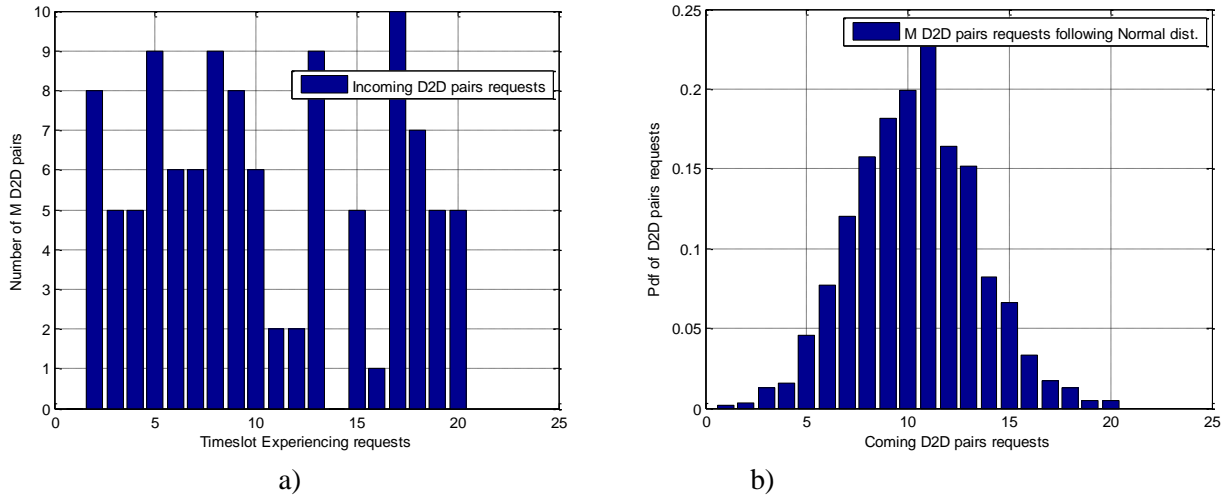 10
9
8
7
6
5
4
3
2
1
0
Number of M D2D pairs
Incoming D2D pairs requests
0 5 10 15 20 25
Timeslot Experiencing requests
a)
0.25
0.2
0.15
0.1
0.05
0
Pdf of D2D pairs requests
M D2D pairs requests following Normal dist.
0 5 10 15 20 25
Coming D2D pairs requests
b)